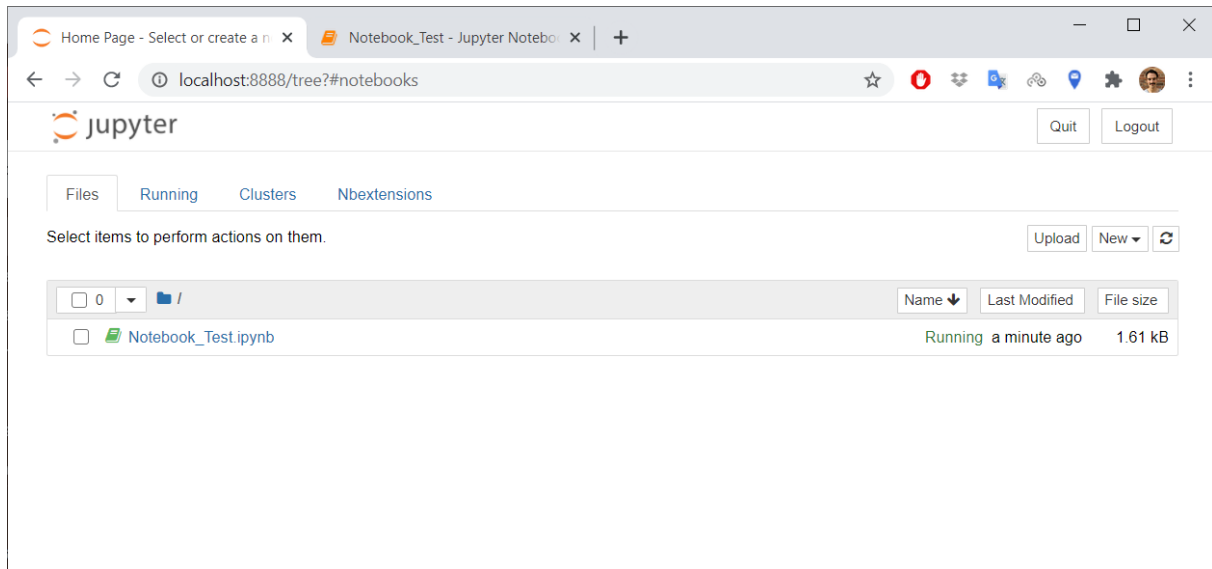 Home Page - Select or create a n
Notebook_Test - Jupyter Notebo
localhost:8888/tree?#notebooks
jupyter
Quit Logout
Files Running Clusters Nbextensions
Select items to perform actions on them.
Upload New
0 /
Name Last Modified File size
Notebook_Test.ipynb Running a minute ago 1.61 kB